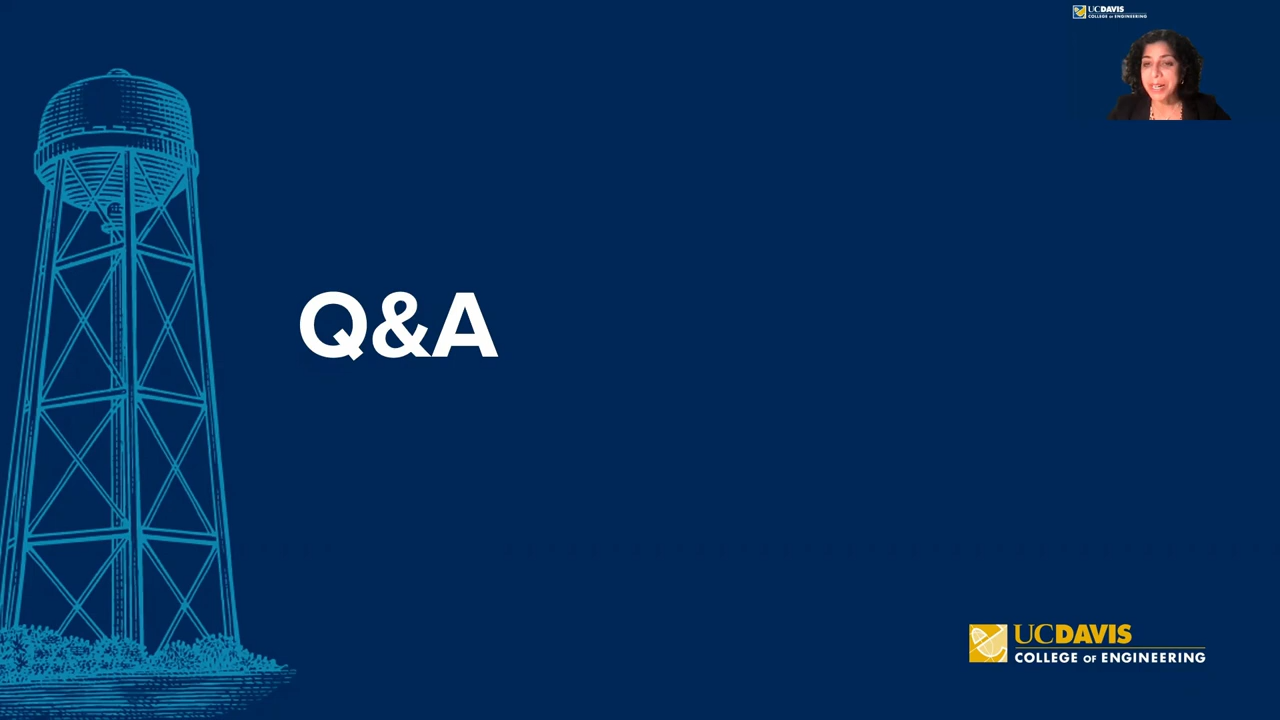 UCDAVIS
COLLEGE OF ENGINEERING
Q&A
UCDAVIS
COLLEGE OF ENGINEERING